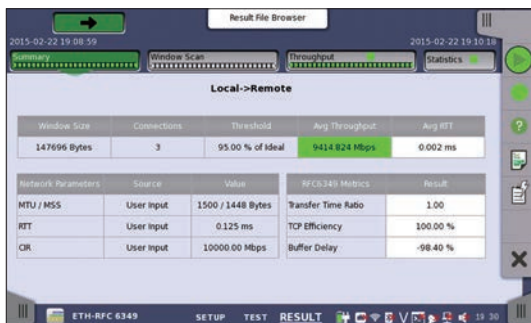 Result File Browser
2015-02-22 19:08:59
2015-02-22 19:10:18
Summary
Window Scan
Throughput
Statistics
Local->Remote
Window Size Connections Threshold Avg Throughput Avg RTT
147696 Bytes 3 95.00 % of Ideal 9414.824 Mbps 0.002 ms
Network Parameters Source Value RFC6349 Metrics Result
MTU / MSS User Input 1500 / 1448 Bytes Transfer Time Ratio 1.00
RTT User Input 0.125 ms TCP Efficiency 100.00 %
CIR User Input 10000.00 Mbps Buffer Delay -98.40 %
ETH-RFC 6349 SETUP TEST RESULT 19 30